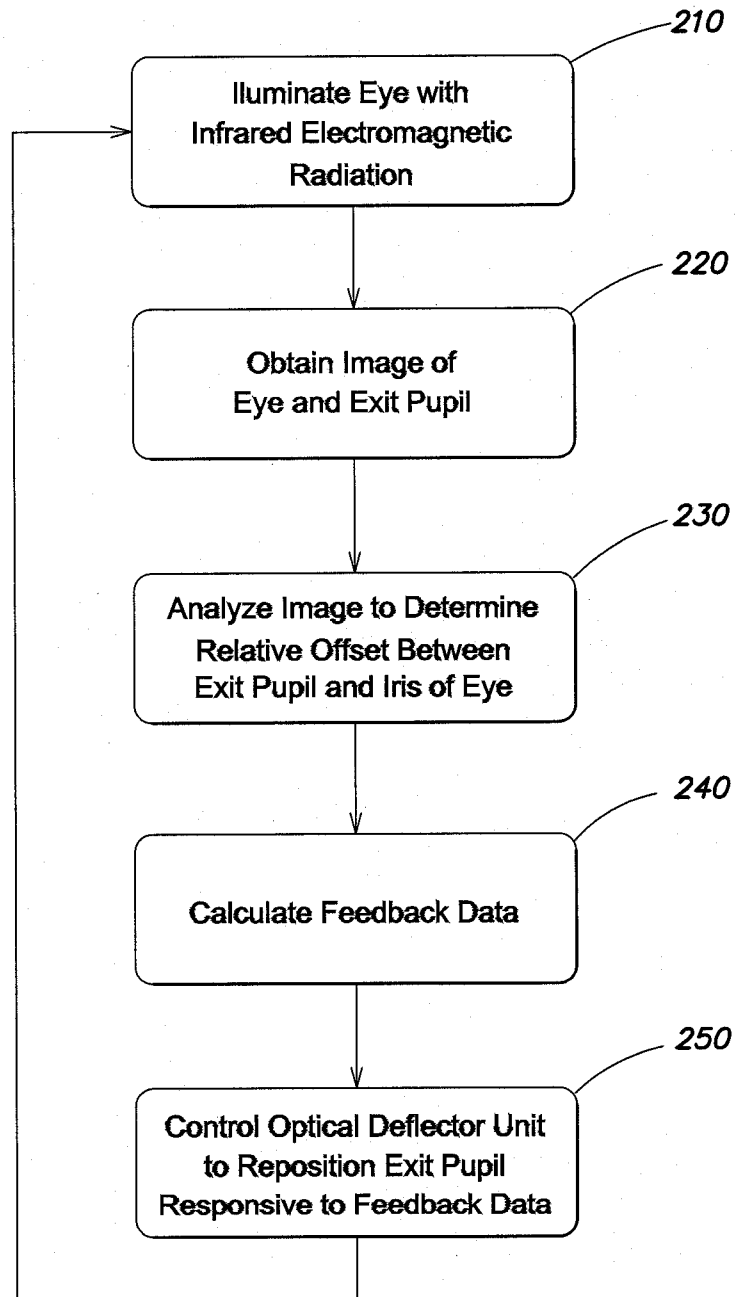 210
Iluminate Eye with
Infrared Electromagnetic
Radiation
220
Obtain Image of
Eye and Exit Pupil
230
Analyze Image to Determine
Relative Offset Between
Exit Pupil and Iris of Eye
240
Calculate Feedback Data
250
Control Optical Deflector Unit
to Reposition Exit Pupil
Responsive to Feedback Data